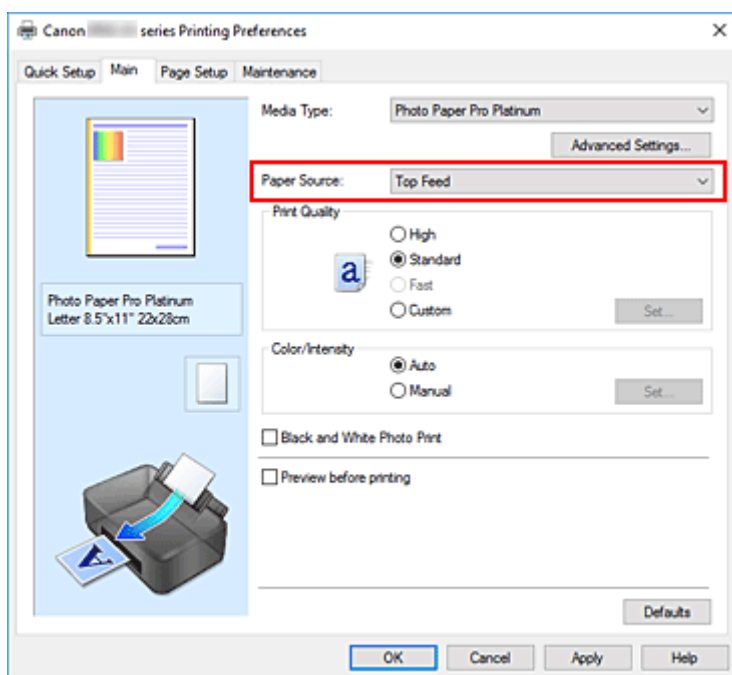 Canon series Printing Preferences
Quick Setup Main Page Setup Maintenance
Media Type: Photo Paper Pro Platinum
Advanced Settings...
Paper Source: Top Feed
Print Quality
High
Standard
Fast
Custom Set...
Photo Paper Pro Platinum
Letter 8.5"x11" 22x28cm
Color/Intensity
Auto
Manual Set...
Black and White Photo Print
Preview before printing
Defaults
OK Cancel Apply Help